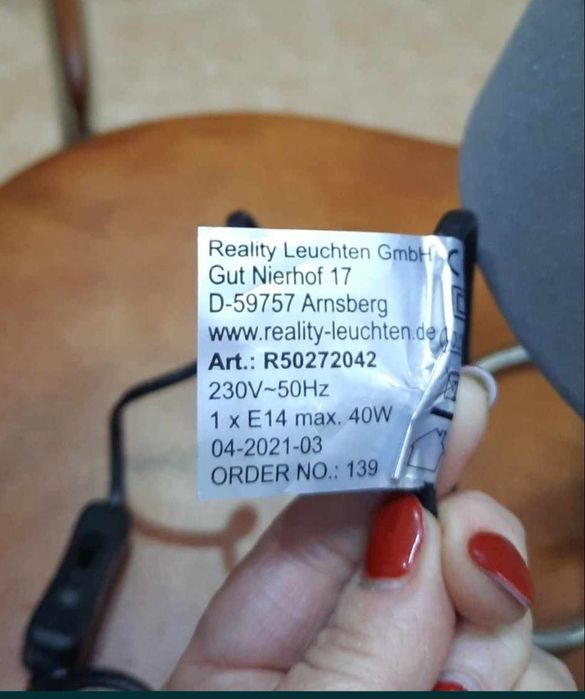 Reality Leuchten GmbH
Gut Nierhof 17
D-59757 Arnsberg
www.reality-leuchten.de
Art.: R50272042
230V~50Hz
1 x E14 max. 40W
04-2021-03
ORDER NO.: 139